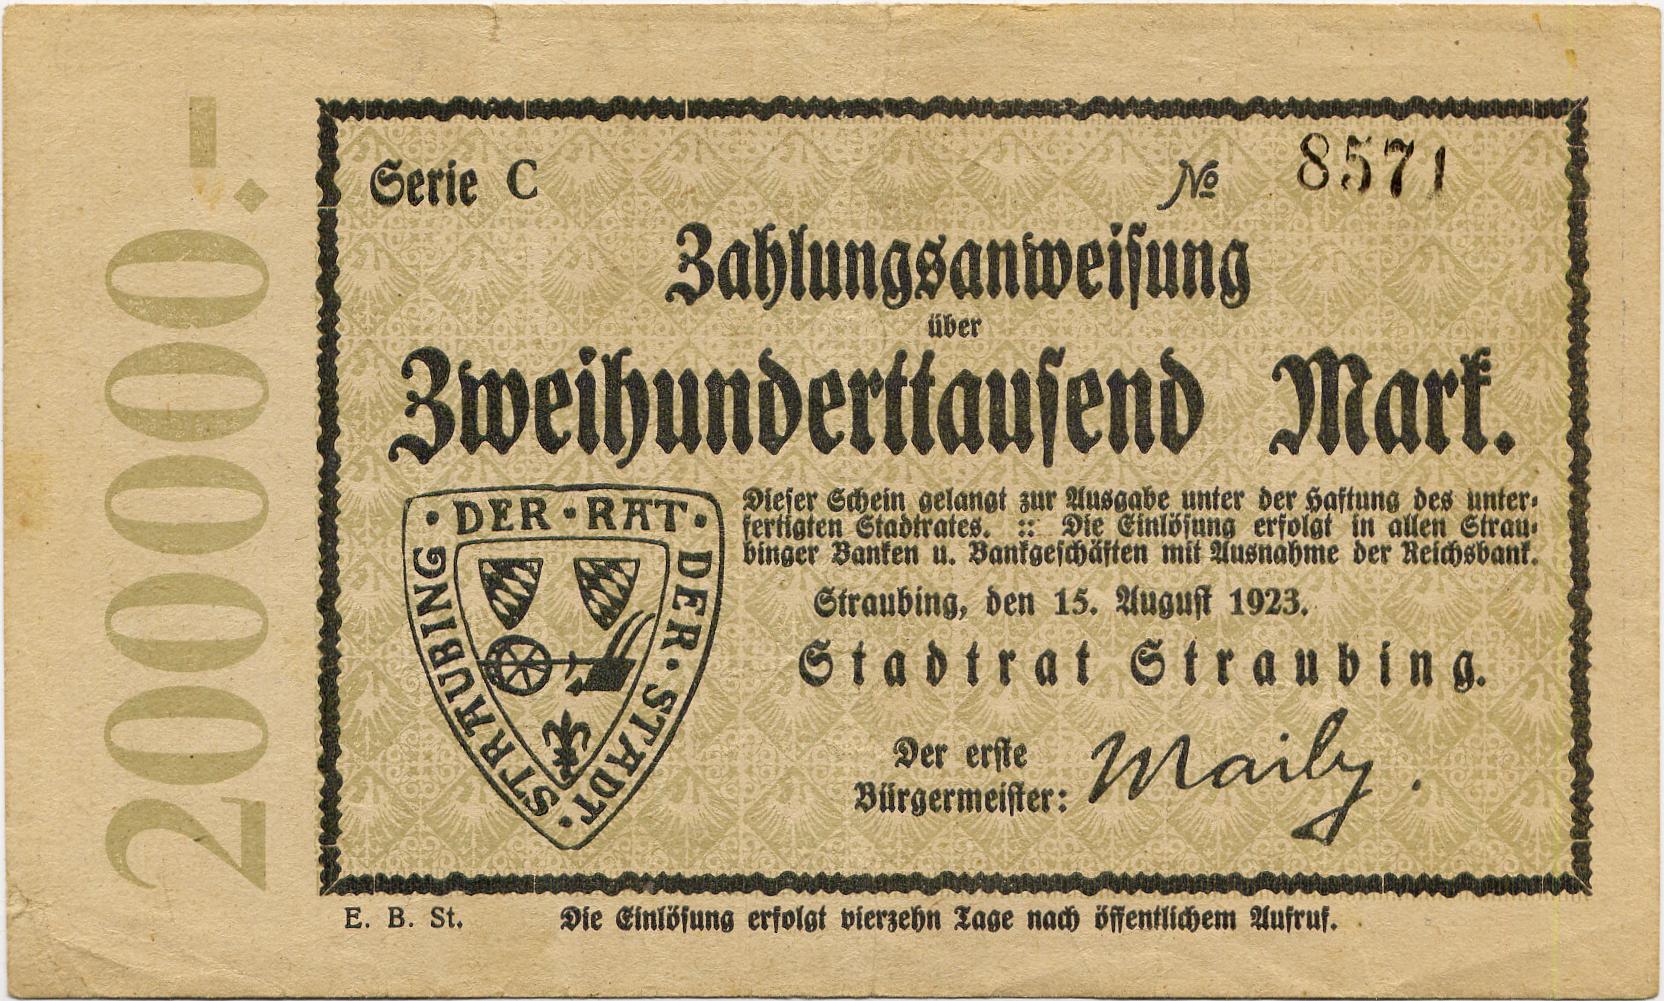 200000.-
Serie C № 8571
Zahlungsanweisung
über
Zweihunderttausend Mark.
DER · RAT · DER · STADT · STRAUBING
Dieser Schein gelangt zur Ausgabe unter der Haftung des unter-
fertigten Stadtrates. :: Die Einlösung erfolgt in allen Strau-
binger Banken u. Bankgeschäften mit Ausnahme der Reichsbank.
Straubing, den 15. August 1923.
Stadtrat Straubing.
Der erste
Bürgermeister:
E. B. St. Die Einlösung erfolgt vierzehn Tage nach öffentlichem Aufruf.